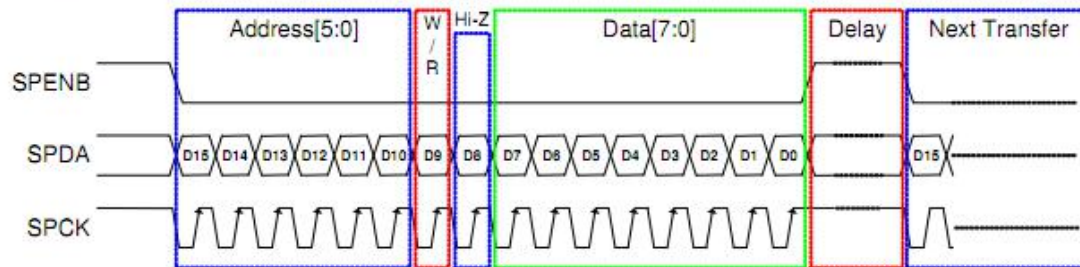 Address[5:0] W / R Hi-Z Data[7:0] Delay Next Transfer
SPENB
SPDA D15 D14 D13 D12 D11 D10 D9 D8 D7 D6 D5 D4 D3 D2 D1 D0 D15
SPCK